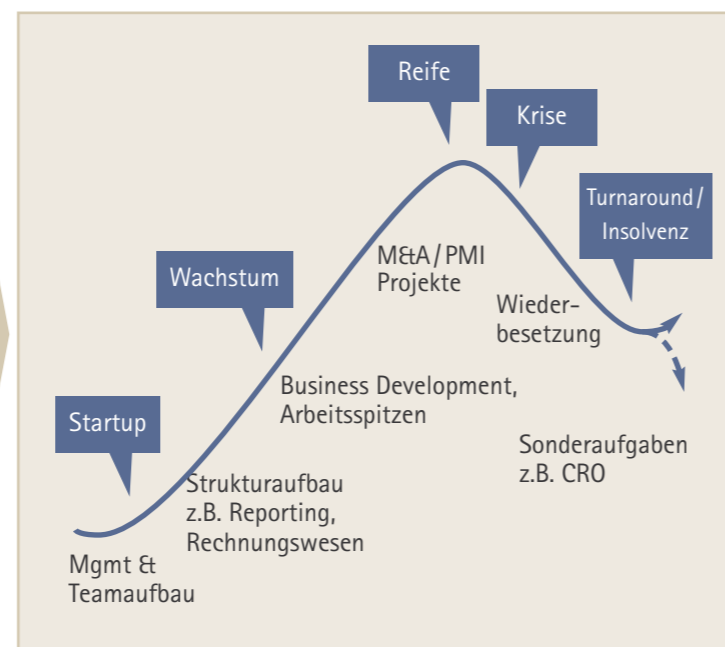 Reife
Krise
Turnaround/
Insolvenz
Wachstum
M&A/PMI
Projekte
Wieder-
besetzung
Business Development,
Arbeitsspitzen
Startup
Sonderaufgaben
z.B. CRO
Strukturaufbau
z.B. Reporting,
Rechnungswesen
Mgmt &
Teamaufbau